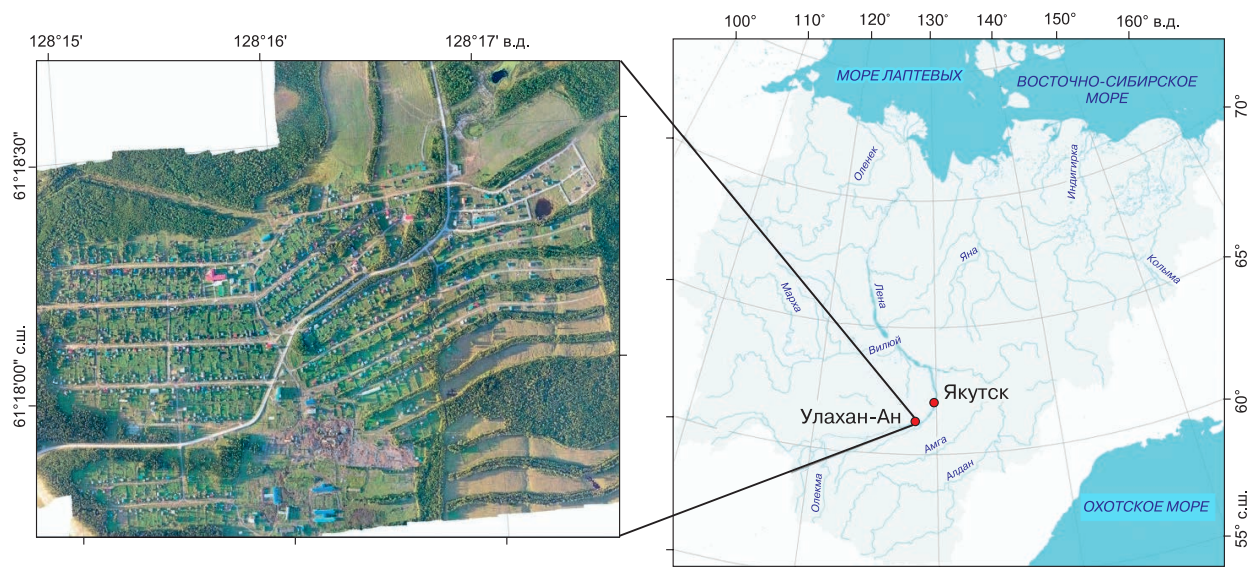 128°15'
128°16'
128°17' в.д.
61°18'30"
61°18'00" с.ш.
100°
110°
120°
130°
140°
150°
160° в.д.
МОРЕ ЛАПТЕВЫХ
ВОСТОЧНО-СИБИРСКОЕ
МОРЕ
70°
Оленек
Индигирка
Яна
65°
Колыма
Марха
Лена
Вилюй
60°
Якутск
Улахан-Ан
Амга
Алдан
Олекма
ОХОТСКОЕ МОРЕ
55° с.ш.